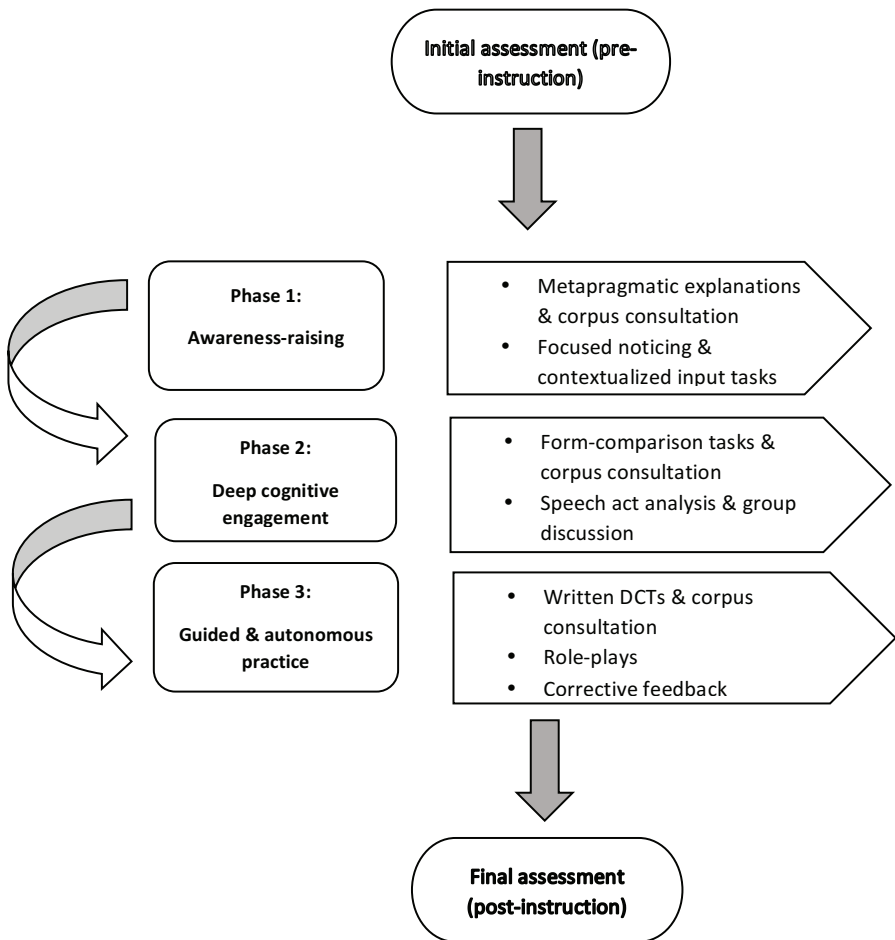 Initial assessment (pre-
instruction)
Phase 1:
Awareness-raising
• Metapragmatic explanations
& corpus consultation
• Focused noticing &
contextualized input tasks
Phase 2:
Deep cognitive
engagement
• Form-comparison tasks &
corpus consultation
• Speech act analysis & group
discussion
Phase 3:
Guided & autonomous
practice
• Written DCTs & corpus
consultation
• Role-plays
• Corrective feedback
Final assessment
(post-instruction)